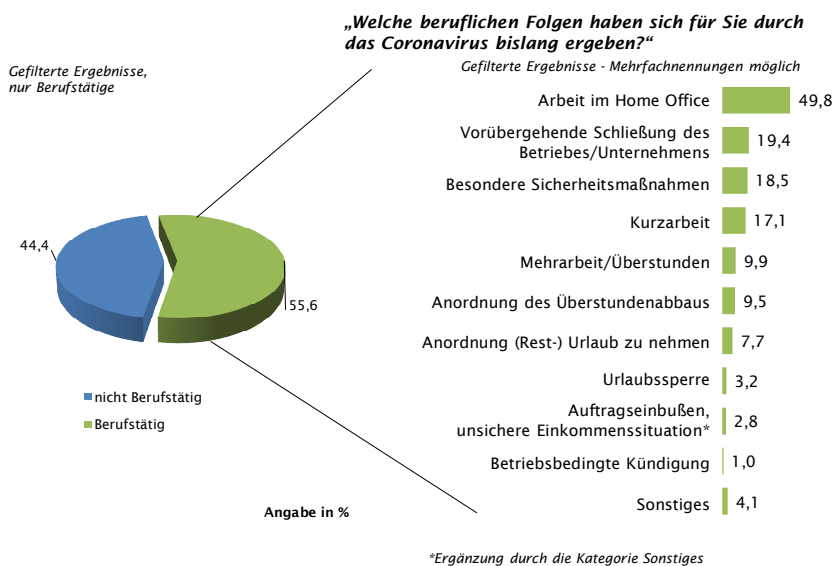 „Welche beruflichen Folgen haben sich für Sie durch
das Coronavirus bislang ergeben?“
Gefilterte Ergebnisse,
nur Berufstätige
Gefilterte Ergebnisse - Mehrfachnennungen möglich
Arbeit im Home Office 49,8
Vorübergehende Schließung des
Betriebes/Unternehmens 19,4
Besondere Sicherheitsmaßnahmen 18,5
Kurzarbeit 17,1
Mehrarbeit/Überstunden 9,9
Anordnung des Überstundenabbaus 9,5
Anordnung (Rest-) Urlaub zu nehmen 7,7
Urlaubssperre 3,2
Auftragseinbußen,
unsichere Einkommenssituation* 2,8
Betriebsbedingte Kündigung 1,0
Sonstiges 4,1
44,4
55,6
nicht Berufstätig
Berufstätig
Angabe in %
*Ergänzung durch die Kategorie Sonstiges